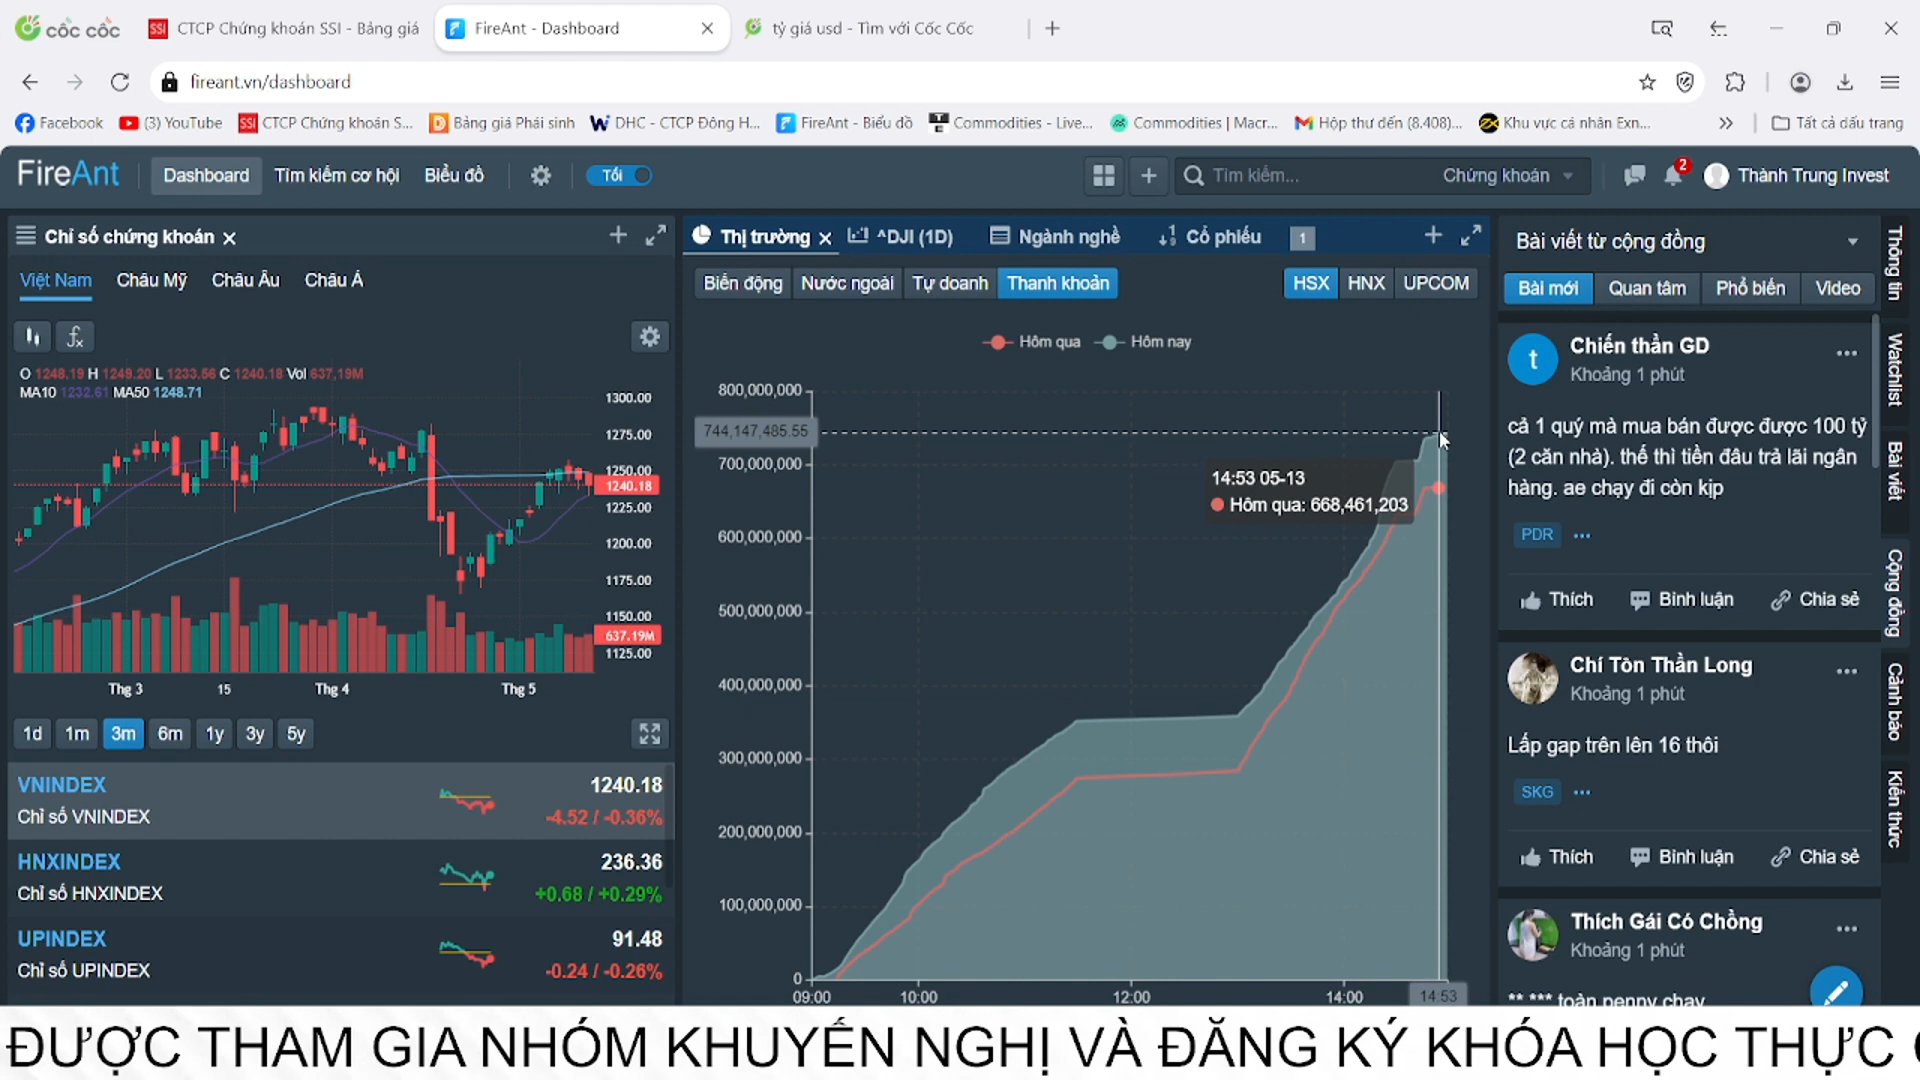 cốc cốc
CTCP Chứng khoán SSI - Bảng giá
FireAnt - Dashboard
tỷ giá usd - Tìm với Cốc Cốc
fireant.vn/dashboard
Facebook
(3) YouTube
SSI CTCP Chứng khoán S...
Bảng giá Phái sinh
DHC - CTCP Đông H...
FireAnt - Biểu đồ
Commodities - Live...
Commodities | Macr...
Hộp thư đến (8.408)...
Khu vực cá nhân Exn...
Tất cả dấu trang
FireAnt
Dashboard
Tìm kiếm cơ hội
Biểu đồ
Tối
Tìm kiếm...
Chứng khoán
2
Thành Trung Invest
Chỉ số chứng khoán
Việt Nam
Châu Mỹ
Châu Âu
Châu Á
O 1248.19 H 1249.20 L 1233.56 C 1240.18 Vol 637,19M
MA10 1232.61 MA50 1248.71
1300.00
1275.00
1250.00
1240.18
1225.00
1200.00
1175.00
1150.00
637.19M
1125.00
Thg 3
15
Thg 4
Thg 5
1d
1m
3m
6m
1y
3y
5y
VNINDEX
1240.18
Chỉ số VNINDEX
-4.52 / -0.36%
HNXINDEX
236.36
Chỉ số HNXINDEX
+0.68 / +0.29%
UPINDEX
91.48
Chỉ số UPINDEX
-0.24 / -0.26%
Thị trường
^DJI (1D)
Ngành nghề
Cổ phiếu
1
Biến động
Nước ngoài
Tự doanh
Thanh khoản
HSX
HNX
UPCOM
Hôm qua
Hôm nay
800,000,000
744,147,485.55
700,000,000
600,000,000
500,000,000
400,000,000
300,000,000
200,000,000
100,000,000
0
14:53 05-13
Hôm qua: 668,461,203
09:00
10:00
12:00
14:00
14:53
Bài viết từ cộng đồng
Bài mới
Quan tâm
Phổ biến
Video
t
Chiến thần GD
Khoảng 1 phút
cả 1 quý mà mua bán được được 100 tỷ
(2 căn nhà). thế thì tiền đâu trả lãi ngân
hàng. ae chạy đi còn kịp
PDR
Thích
Bình luận
Chia sẻ
Chí Tôn Thần Long
Khoảng 1 phút
Lấp gap trên lên 16 thôi
SKG
Thích
Bình luận
Chia sẻ
Thích Gái Có Chồng
Khoảng 1 phút
** *** toàn penny chạy
Thông tin
Watchlist
Bài viết
Cộng đồng
Cảnh báo
Kiến thức
ĐƯỢC THAM GIA NHÓM KHUYẾN NGHỊ VÀ ĐĂNG KÝ KHÓA HỌC THỰC